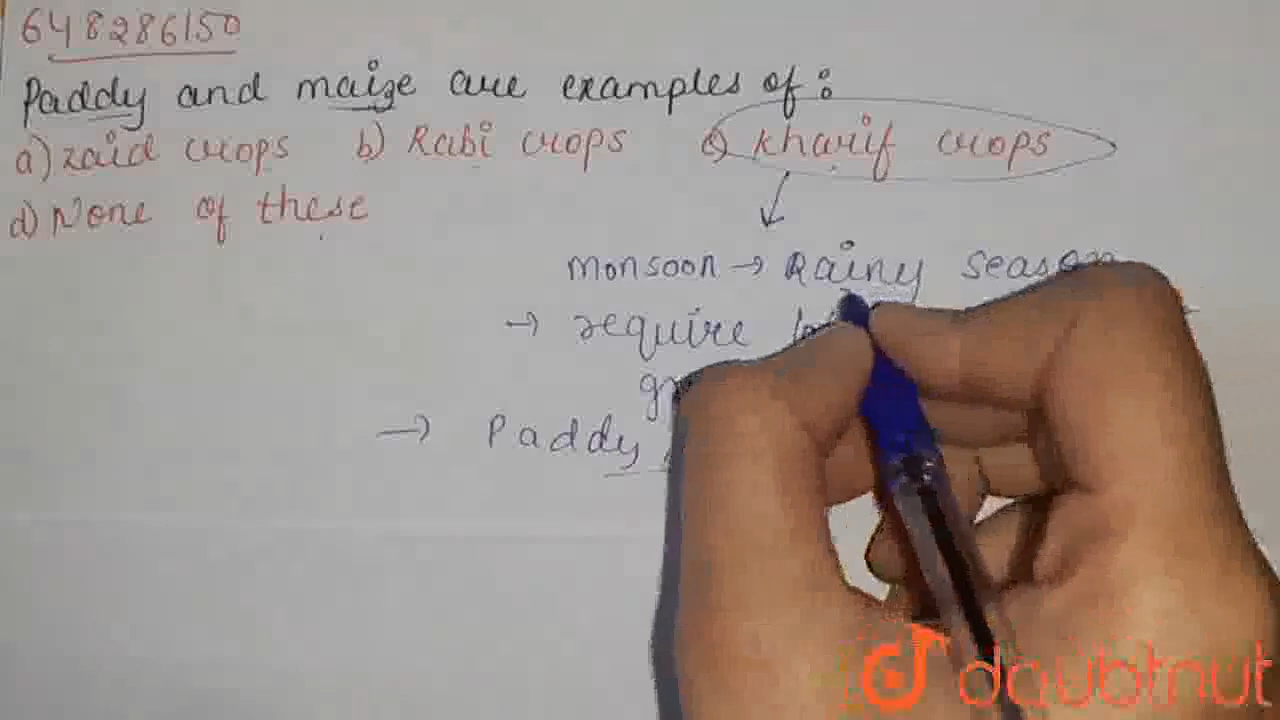 648286150
Paddy and maize are examples of :
a) zaid crops b) Rabi crops c) kharif crops
d) None of these
monsoon → Rainy season
→ require
→ Paddy
doubtnut